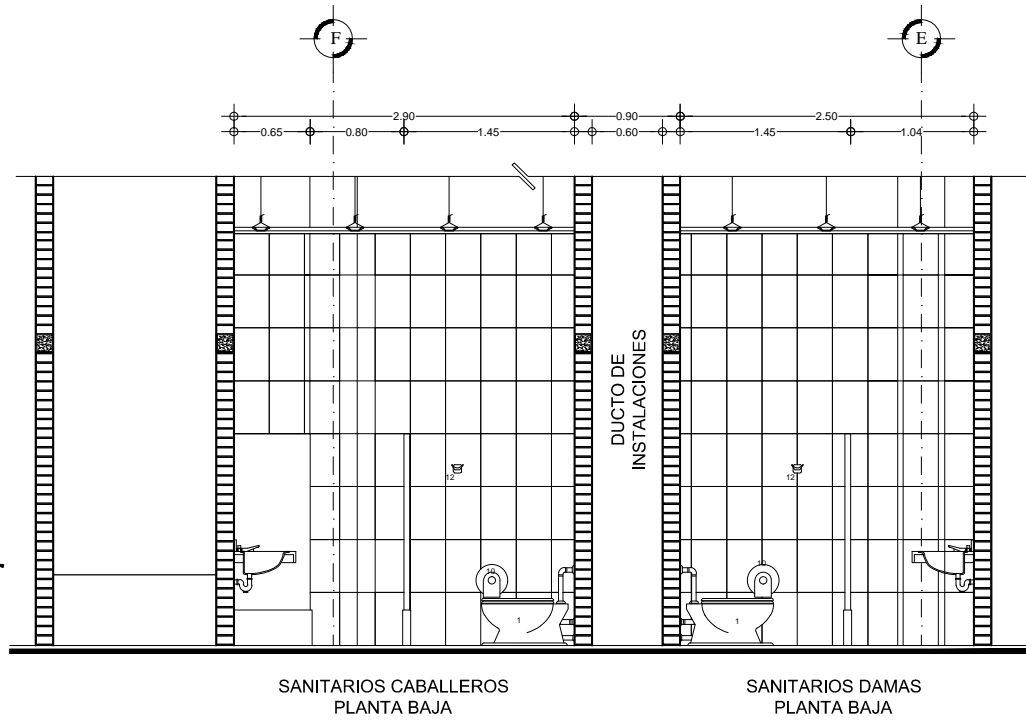 F
E
2.90
0.90
2.50
0.65
0.80
1.45
0.60
1.45
1.04
DUCTO DE
INSTALACIONES
12
12
10
10
1
1
SANITARIOS CABALLEROS
PLANTA BAJA
SANITARIOS DAMAS
PLANTA BAJA